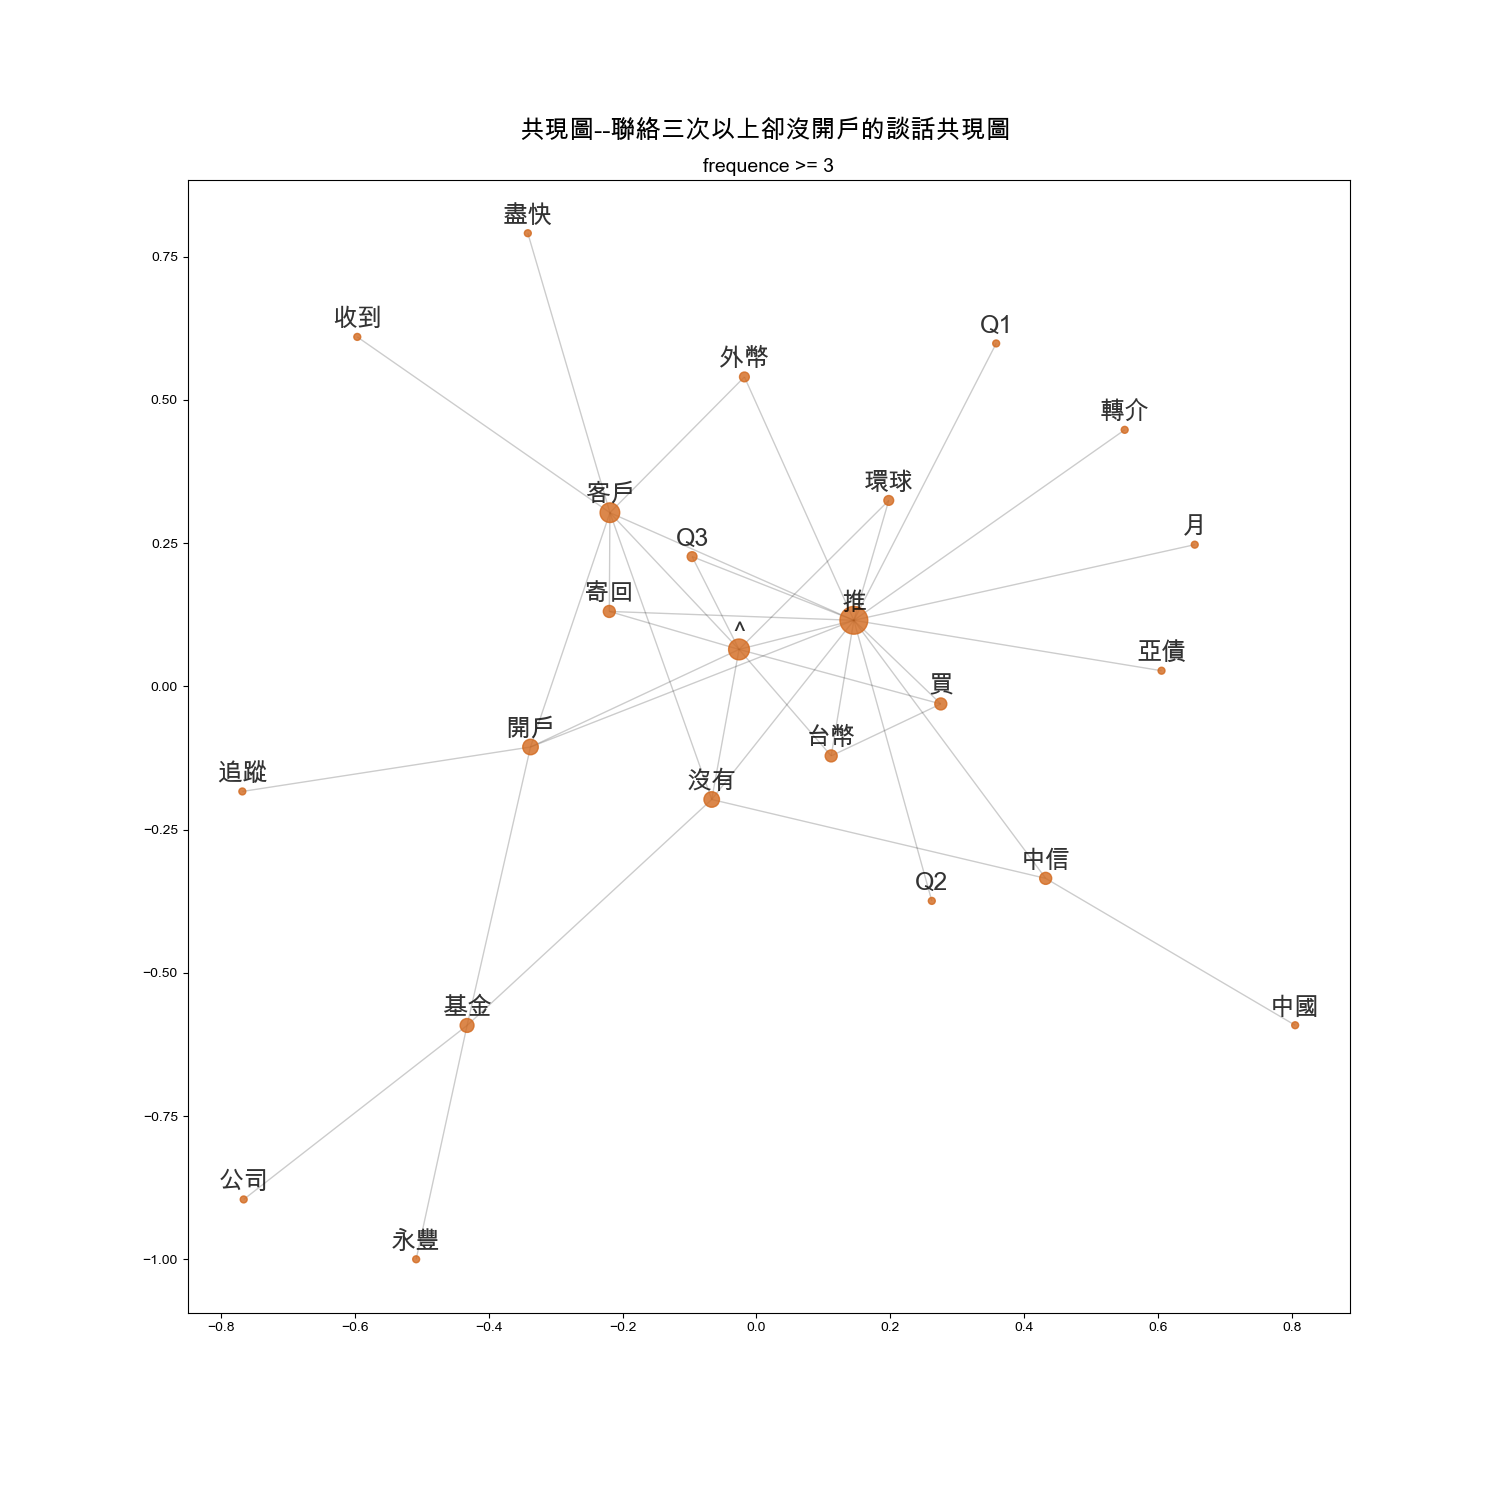 共現圖--聯絡三次以上卻沒開戶的談話共現圖
frequence >= 3
盡快
收到
Q1
外幣
轉介
環球
客戶
月
Q3
寄回
推
^
亞債
買
開戶
台幣
追蹤
沒有
中信
Q2
基金
中國
公司
永豐
0.75
0.50
0.25
0.00
−0.25
−0.50
−0.75
−1.00
−0.8 −0.6 −0.4 −0.2 0.0 0.2 0.4 0.6 0.8